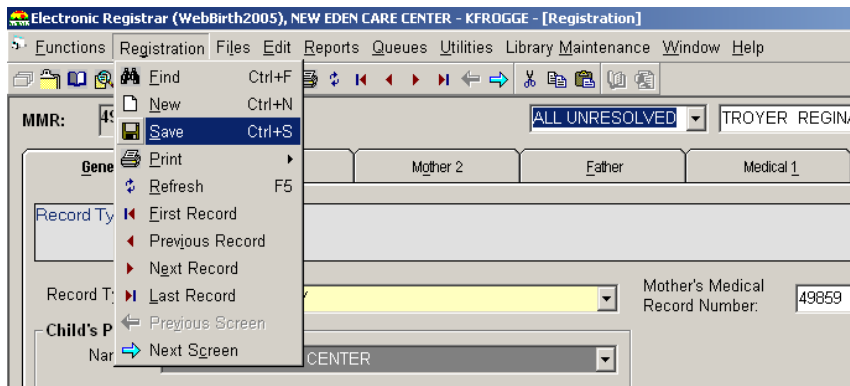 Electronic Registrar (WebBirth2005), NEW EDEN CARE CENTER - KFROGGE - [Registration]
Functions Registration Files Edit Reports Queues Utilities Library Maintenance Window Help
MMR: ALL UNRESOLVED TROYER REGIN
Find Ctrl+F
New Ctrl+N
Save Ctrl+S
Print
Refresh F5
First Record
Previous Record
Next Record
Last Record
Previous Screen
Next Screen
Gene Mother 2 Father Medical 1
Record Ty
Record T Mother's Medical
Record Number: 49859
Child's P
Nar CENTER